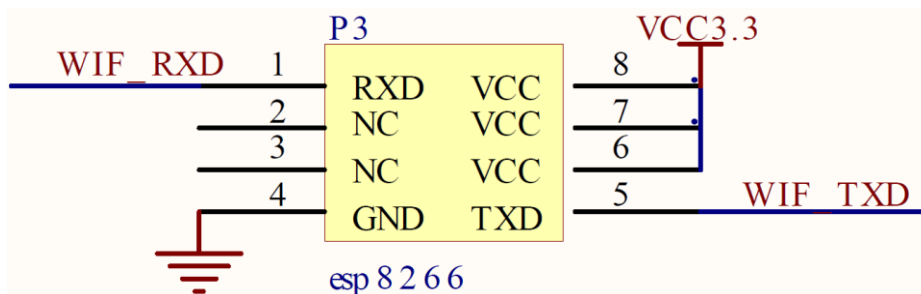 P3 VCC3.3
WIF_RXD 1 RXD VCC 8
2 NC VCC 7
3 NC VCC 6
4 GND TXD 5 WIF_TXD
esp8266